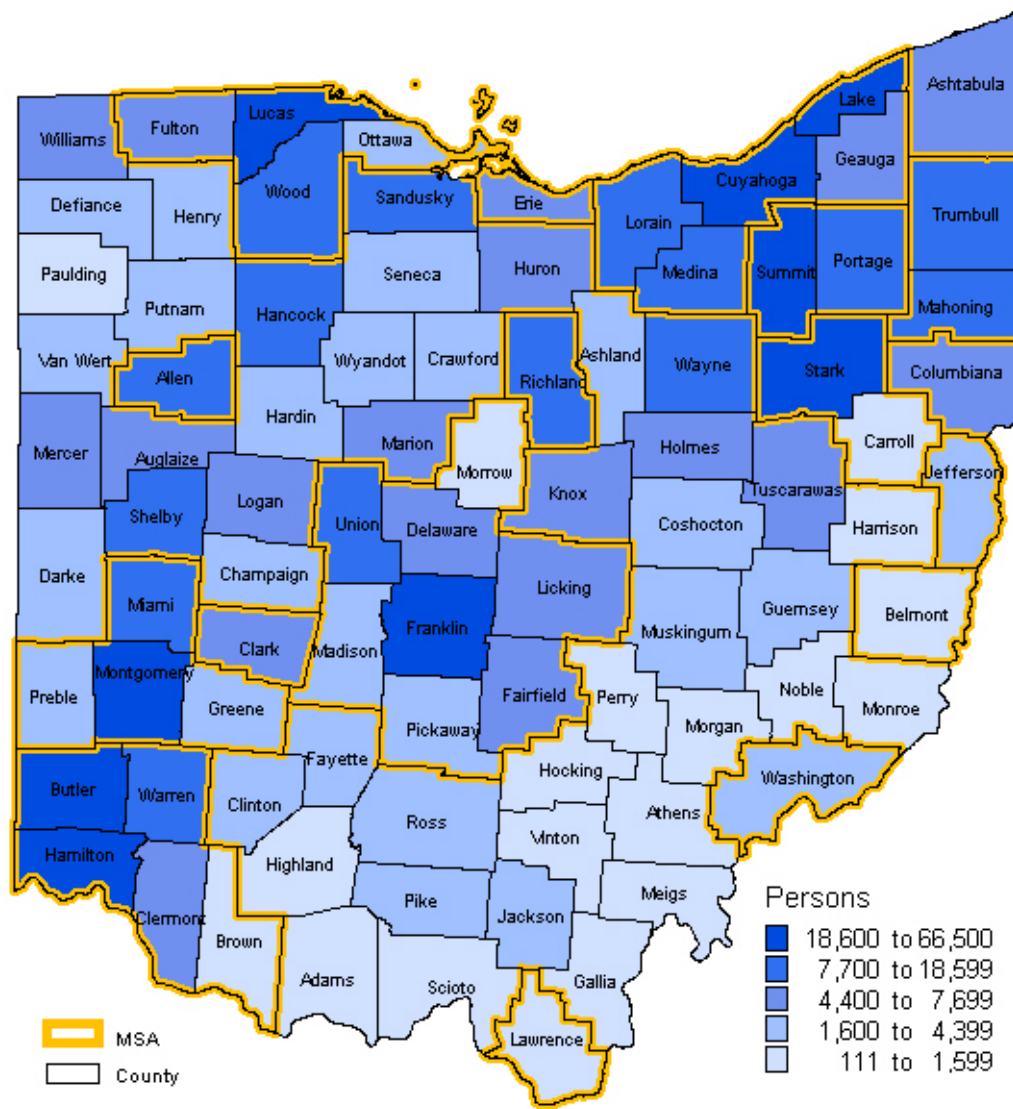 Ashtabula
Lake
Lucas
Fulton
Williams
Ottawa
Geauga
Cuyahoga
Wood
Sandusky
Erie
Defiance
Henry
Lorain
Trumbull
Paulding
Seneca
Huron
Medina
Summit
Portage
Putnam
Hancock
Mahoning
Van Wert
Wyandot
Crawford
Ashland
Allen
Richland
Wayne
Stark
Columbiana
Hardin
Mercer
Auglaize
Marion
Morrow
Holmes
Carroll
Jefferson
Logan
Knox
Tuscarawas
Shelby
Union
Delaware
Coshocton
Harrison
Darke
Champaign
Licking
Miami
Guernsey
Belmont
Franklin
Muskingum
Clark
Madison
Montgomery
Preble
Greene
Fairfield
Perry
Noble
Monroe
Pickaway
Morgan
Fayette
Hocking
Washington
Butler
Warren
Clinton
Ross
Athens
Vinton
Hamilton
Highland
Meigs
Clermont
Pike
Jackson
Brown
Adams
Scioto
Gallia
Lawrence
Persons
18,600 to 66,500
7,700 to 18,599
4,400 to 7,699
1,600 to 4,399
111 to 1,599
MSA
County